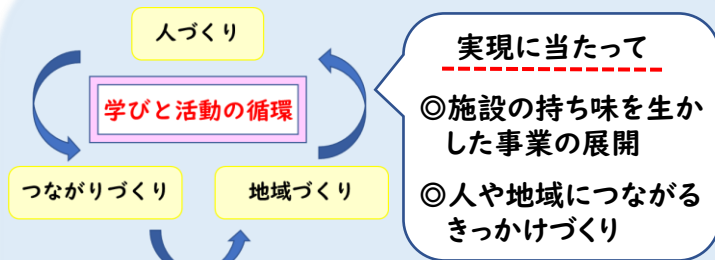 人づくり
学びと活動の循環
つながりづくり
地域づくり
実現に当たって
◎施設の持ち味を生か
した事業の展開
◎人や地域につながる
きっかけづくり